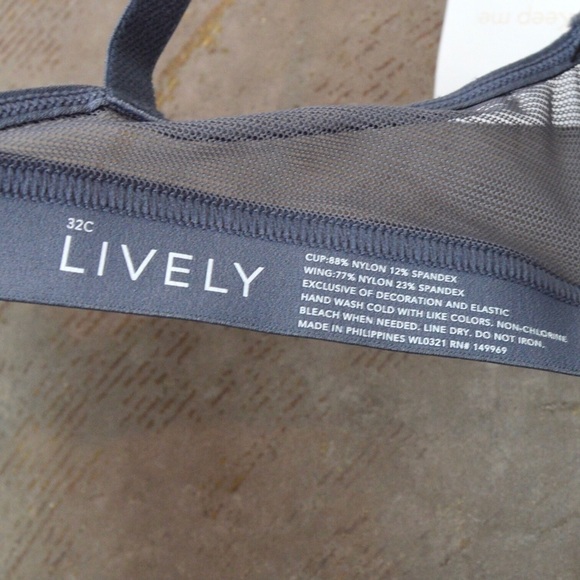 keep me
32C
LIVELY
CUP:88% NYLON 12% SPANDEX
WING:77% NYLON 23% SPANDEX
EXCLUSIVE OF DECORATION AND ELASTIC
HAND WASH COLD WITH LIKE COLORS. NON-CHLORINE
BLEACH WHEN NEEDED. LINE DRY. DO NOT IRON.
MADE IN PHILIPPINES WL0321 RN# 149969